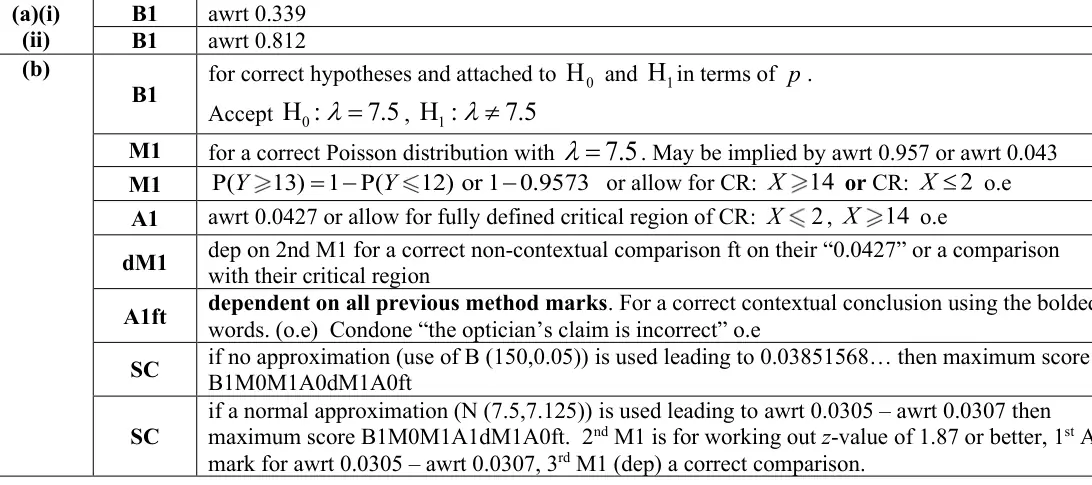 (a)(i) B1 awrt 0.339
(ii) B1 awrt 0.812
(b) B1 for correct hypotheses and attached to H₀ and H₁ in terms of p .
Accept H₀ : λ = 7.5 , H₁ : λ ≠ 7.5
M1 for a correct Poisson distribution with λ = 7.5 . May be implied by awrt 0.957 or awrt 0.043
M1 P(Y ⩾ 13) = 1 − P(Y ⩽ 12) or 1 − 0.9573 or allow for CR: X ⩾ 14 or CR: X ≤ 2 o.e
A1 awrt 0.0427 or allow for fully defined critical region of CR: X ⩽ 2 , X ⩾ 14 o.e
dM1 dep on 2nd M1 for a correct non-contextual comparison ft on their “0.0427” or a comparison
with their critical region
A1ft dependent on all previous method marks. For a correct contextual conclusion using the bolded
words. (o.e) Condone “the optician’s claim is incorrect” o.e
SC if no approximation (use of B (150,0.05)) is used leading to 0.03851568… then maximum score
B1M0M1A0dM1A0ft
SC if a normal approximation (N (7.5,7.125)) is used leading to awrt 0.0305 – awrt 0.0307 then
maximum score B1M0M1A1dM1A0ft. 2nd M1 is for working out z-value of 1.87 or better, 1st A
mark for awrt 0.0305 – awrt 0.0307, 3rd M1 (dep) a correct comparison.